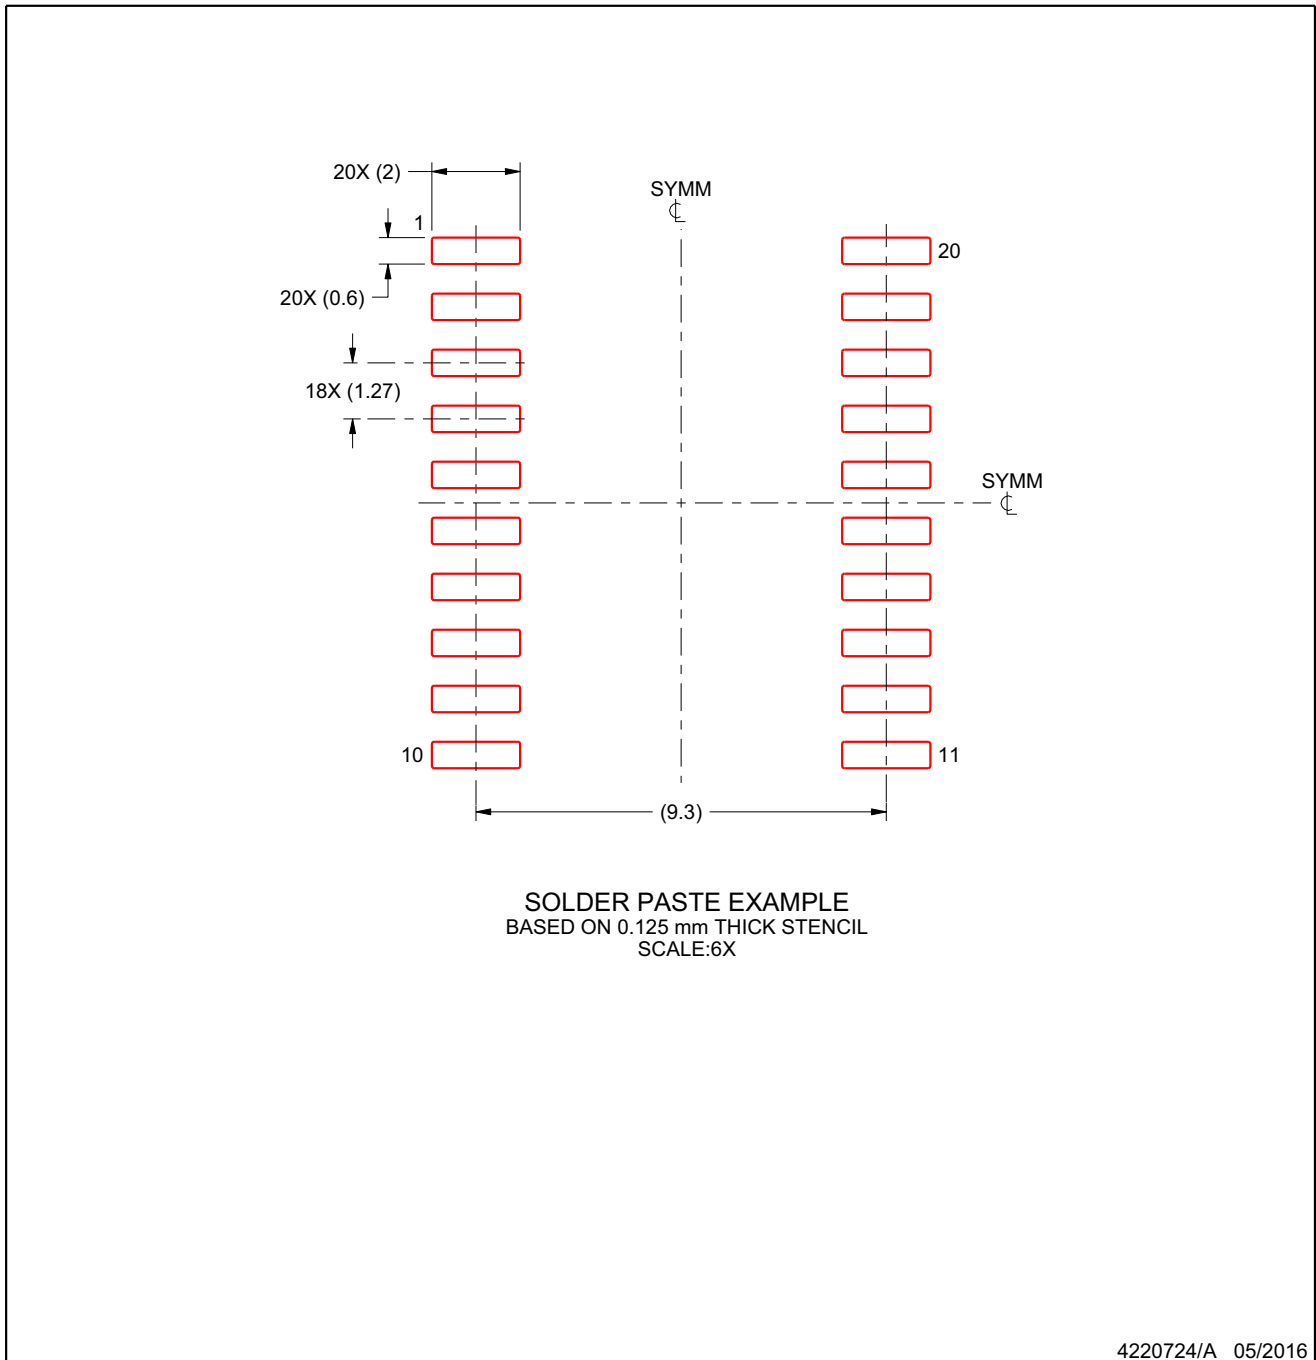 20X (2)
SYMM
1
20
20X (0.6)
18X (1.27)
SYMM
10
11
(9.3)
SOLDER PASTE EXAMPLE
BASED ON 0.125 mm THICK STENCIL
SCALE:6X
4220724/A 05/2016